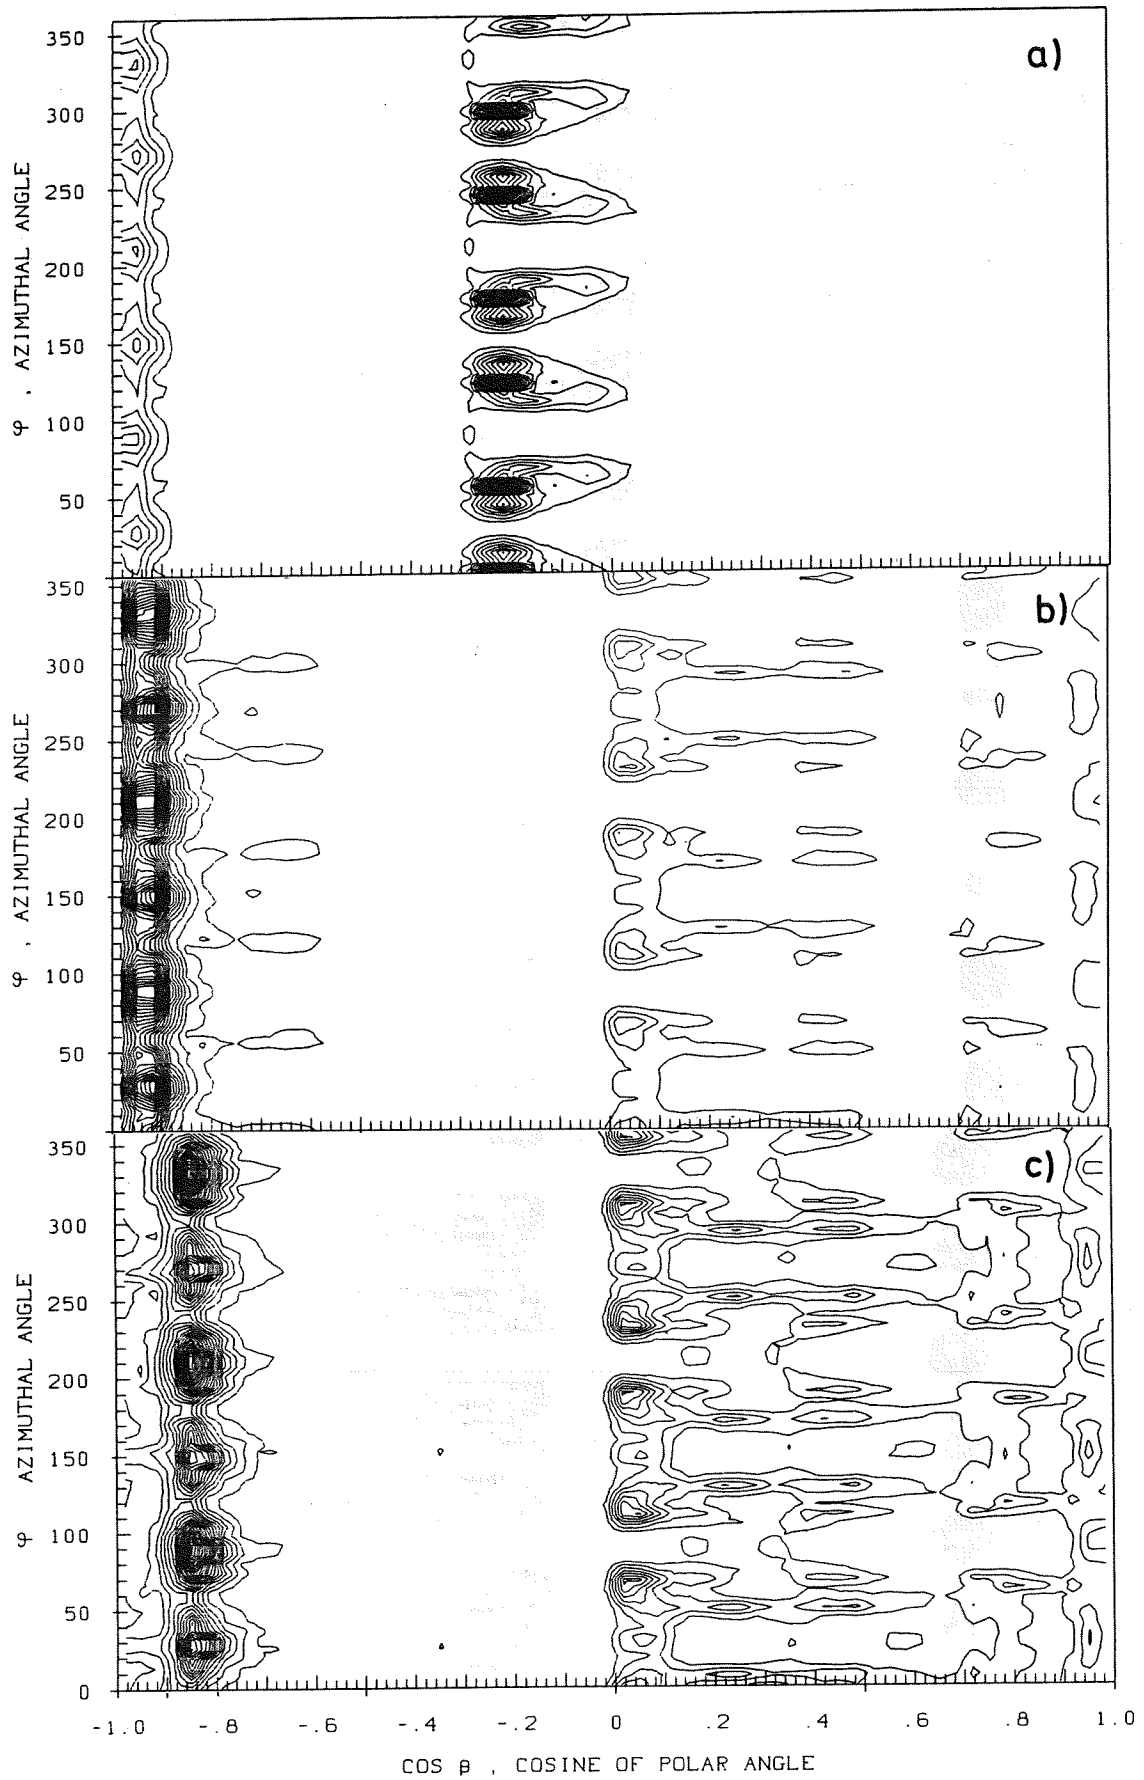 a)
350
300
250
200
150
100
50
φ , AZIMUTHAL ANGLE
b)
350
300
250
200
150
100
50
φ , AZIMUTHAL ANGLE
c)
350
300
250
200
150
100
50
0
φ AZIMUTHAL ANGLE
-1.0 -.8 -.6 -.4 -.2 0 .2 .4 .6 .8 1.0
COS β , COSINE OF POLAR ANGLE